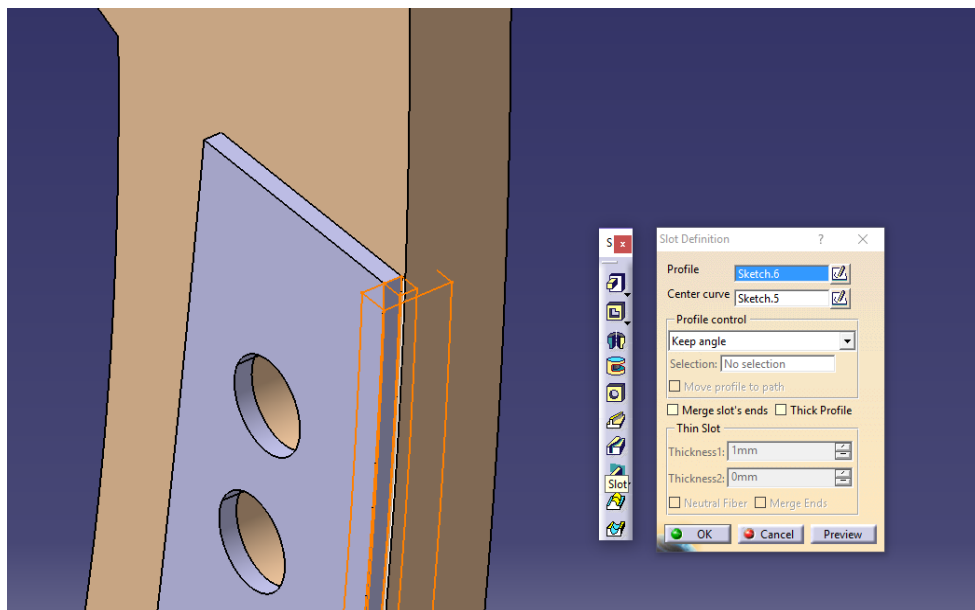 S x
Slot Definition ? ×
Profile Sketch.6
Center curve Sketch.5
Profile control
Keep angle
Selection: No selection
Move profile to path
Merge slot's ends Thick Profile
Thin Slot
Thickness1: 1mm
Thickness2: 0mm
Neutral Fiber Merge Ends
OK Cancel Preview
Slot